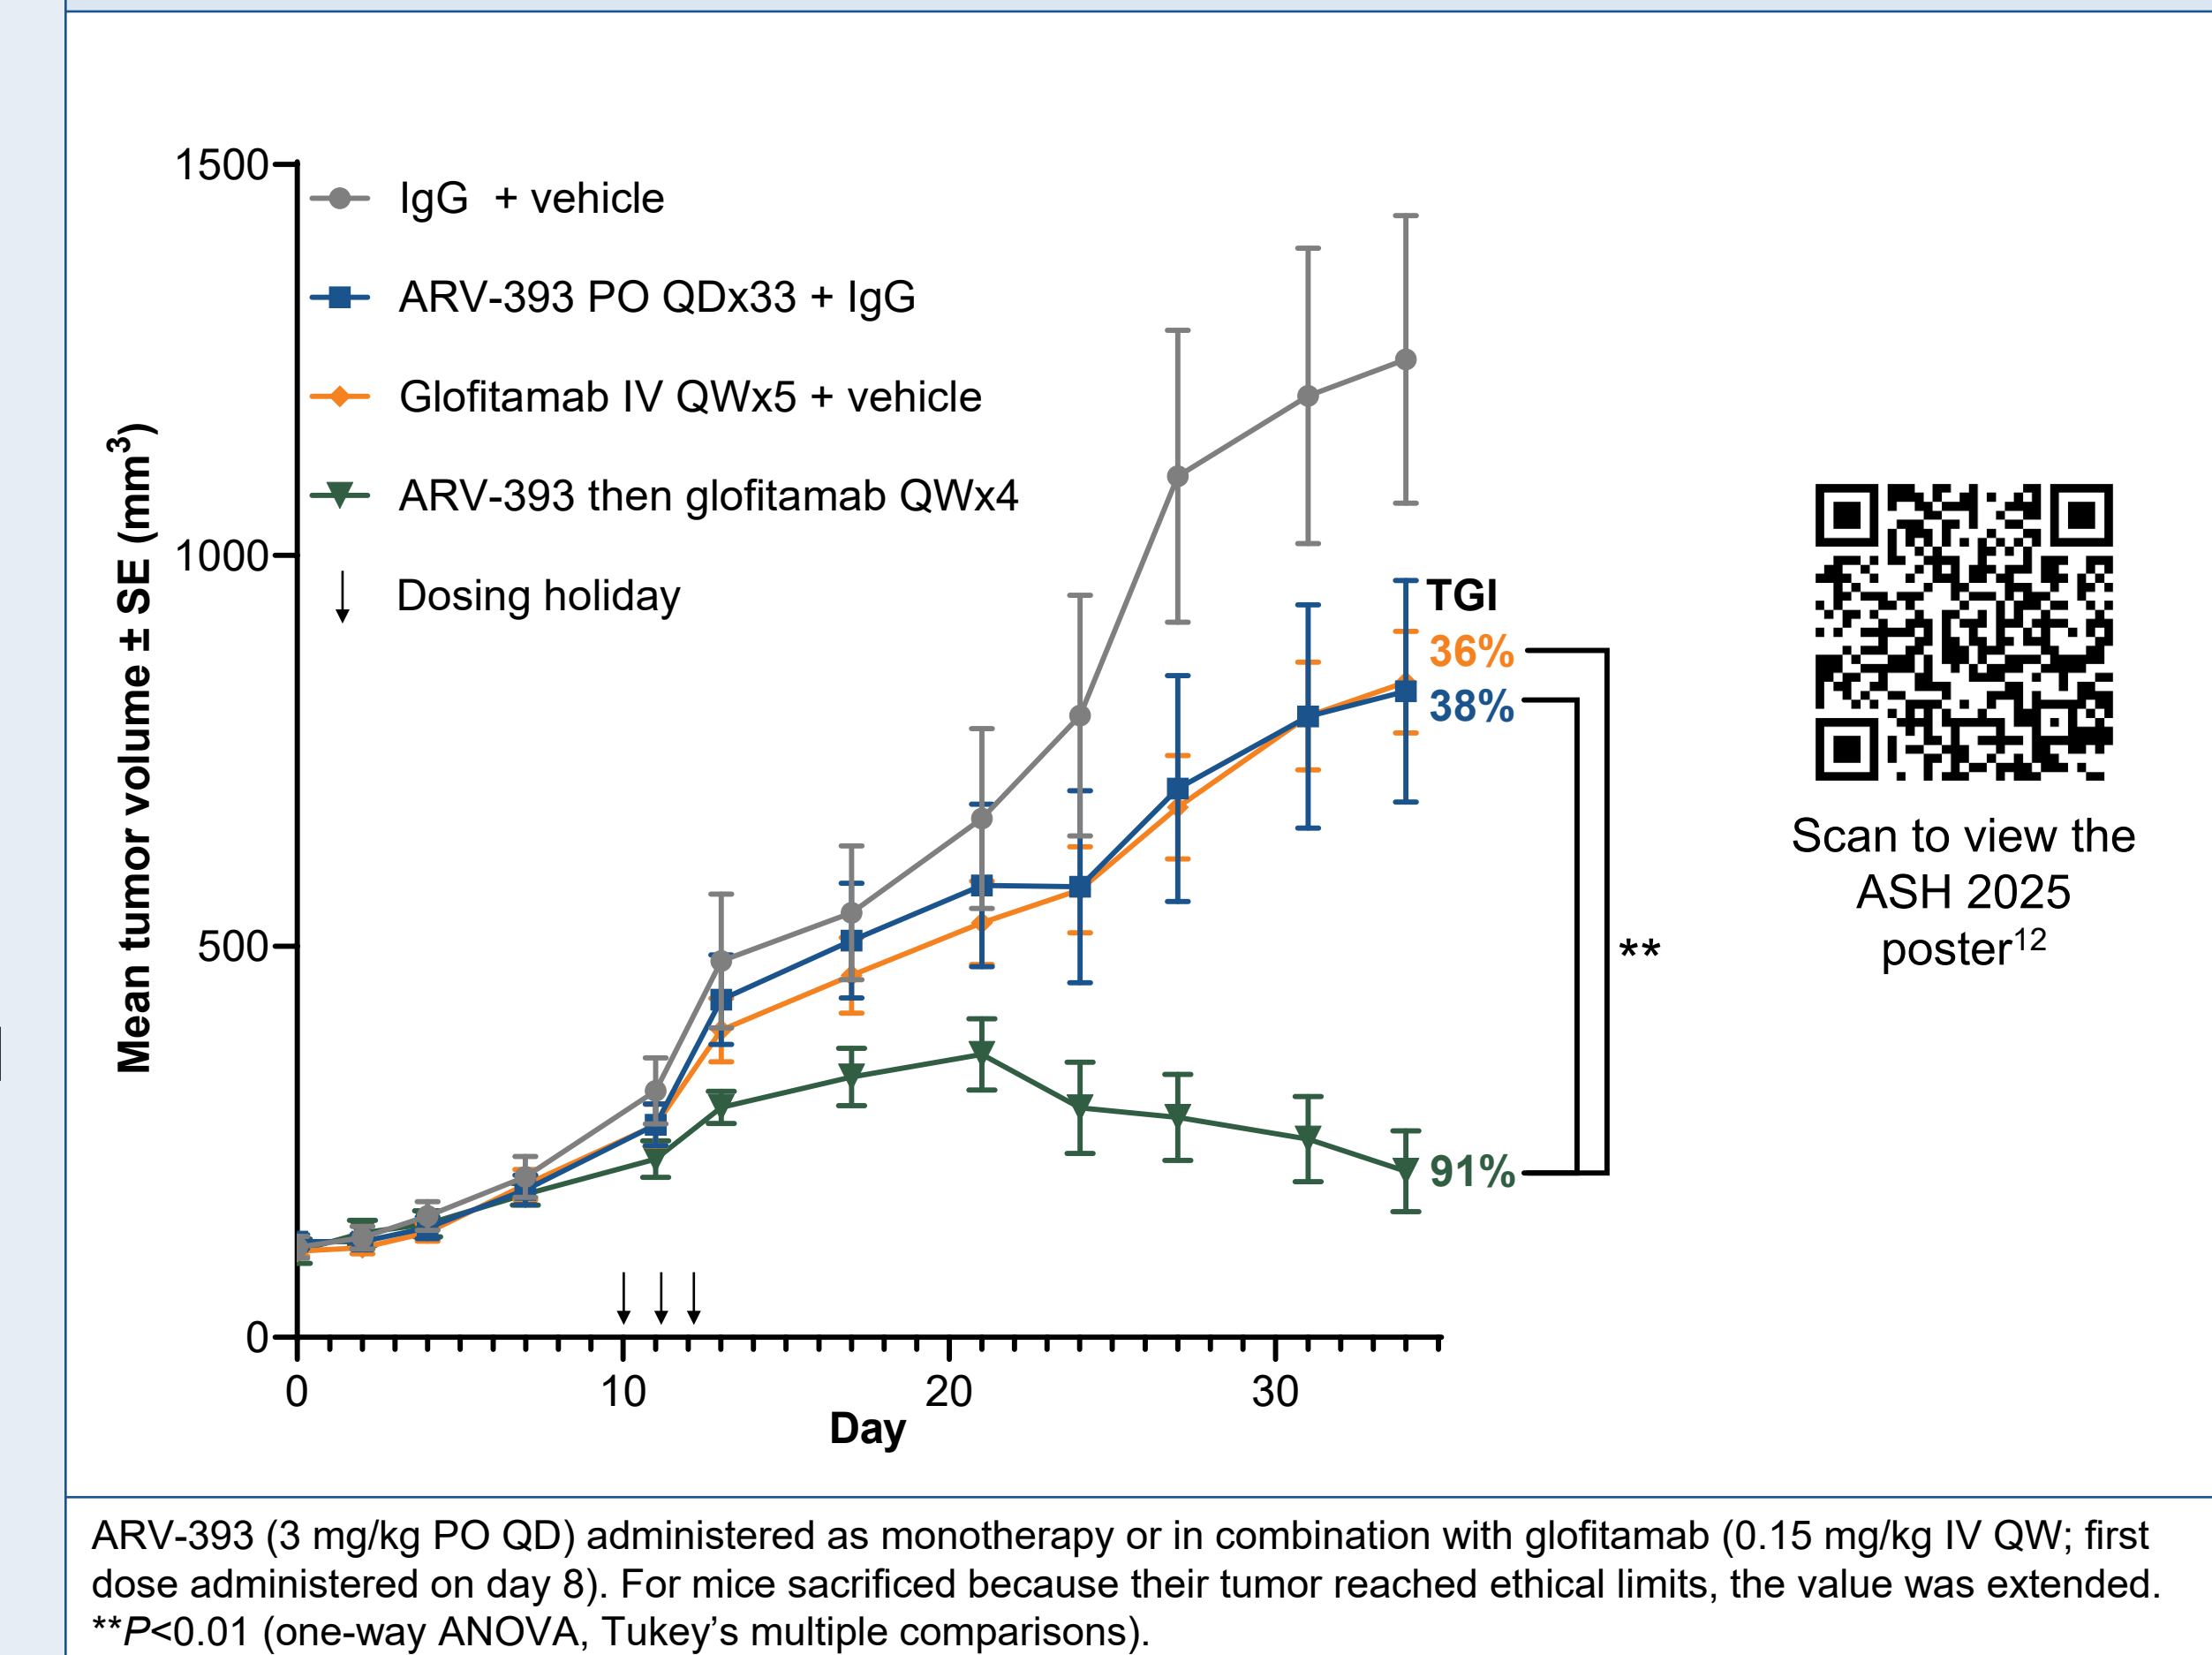 1500
1000
500
0
Mean tumor volume ± SE (mm³)
IgG + vehicle
ARV-393 PO QDx33 + IgG
Glofitamab IV QWx5 + vehicle
ARV-393 then glofitamab QWx4
Dosing holiday
TGI
36%
38%
**
91%
0 10 20 30
Day
Scan to view the
ASH 2025
poster¹²
ARV-393 (3 mg/kg PO QD) administered as monotherapy or in combination with glofitamab (0.15 mg/kg IV QW; first
dose administered on day 8). For mice sacrificed because their tumor reached ethical limits, the value was extended.
**P<0.01 (one-way ANOVA, Tukey’s multiple comparisons).